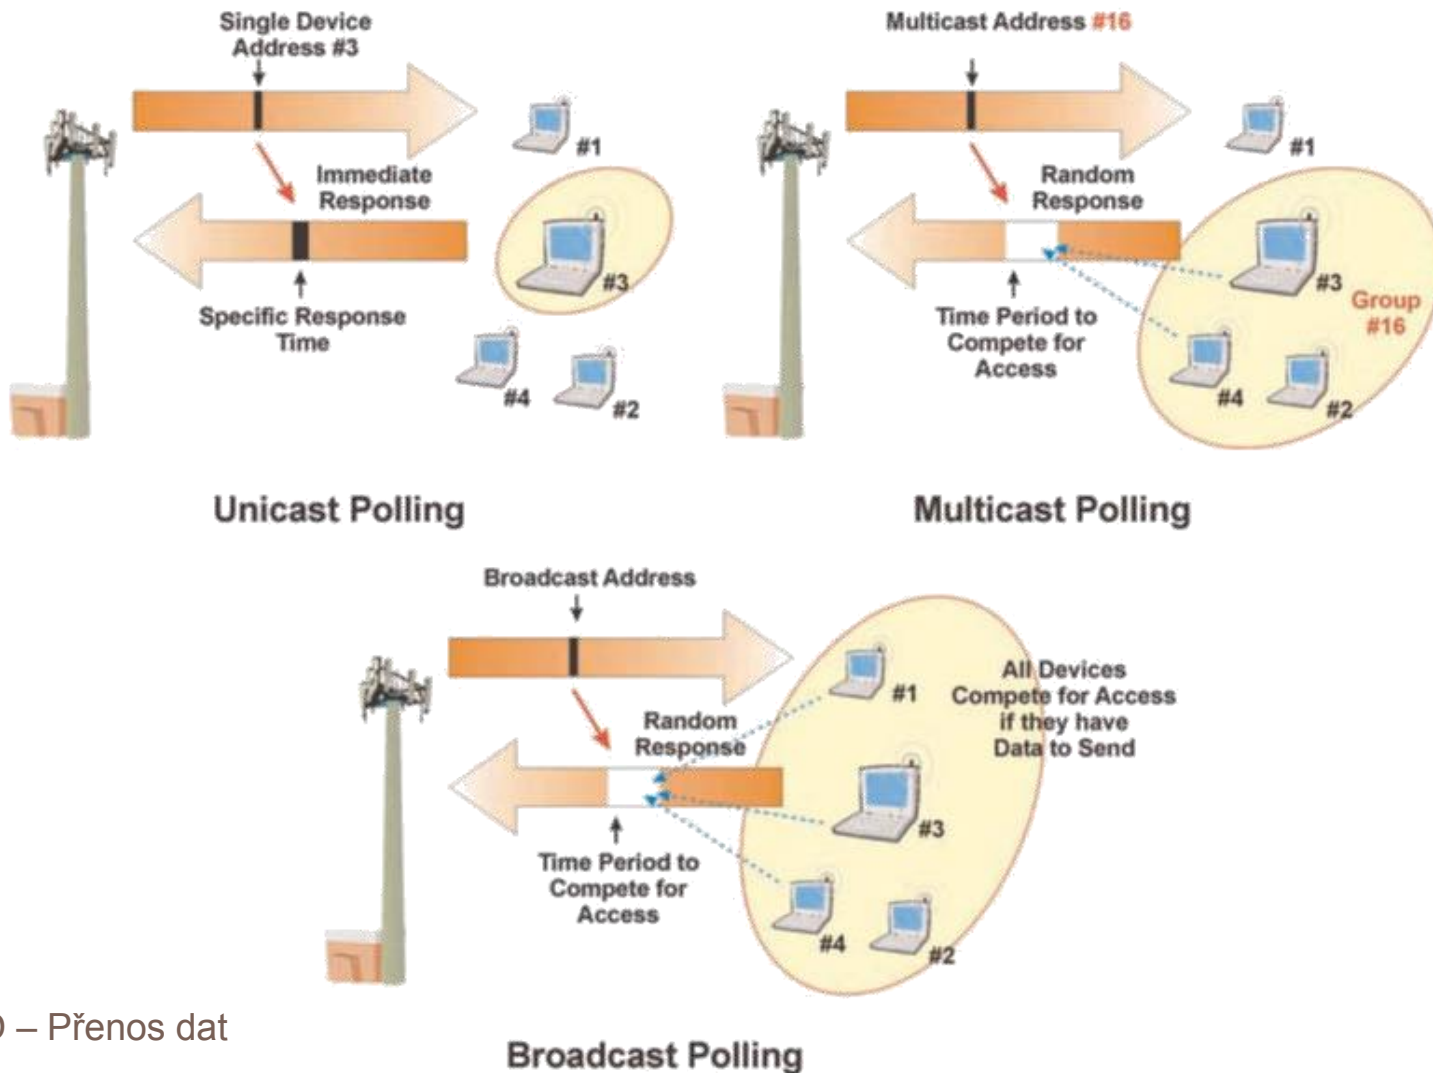 Single Device
Address #3
#1
Immediate
Response
#3
Specific Response
Time
#4
#2
Unicast Polling
Multicast Address #16
#1
Random
Response
#3
Group
#16
Time Period to
Compete for
Access
#4
#2
Multicast Polling
Broadcast Address
#1
All Devices
Compete for Access
if they have
Data to Send
Random
Response
#3
Time Period to
Compete for
Access
#4
#2
– Přenos dat
Broadcast Polling